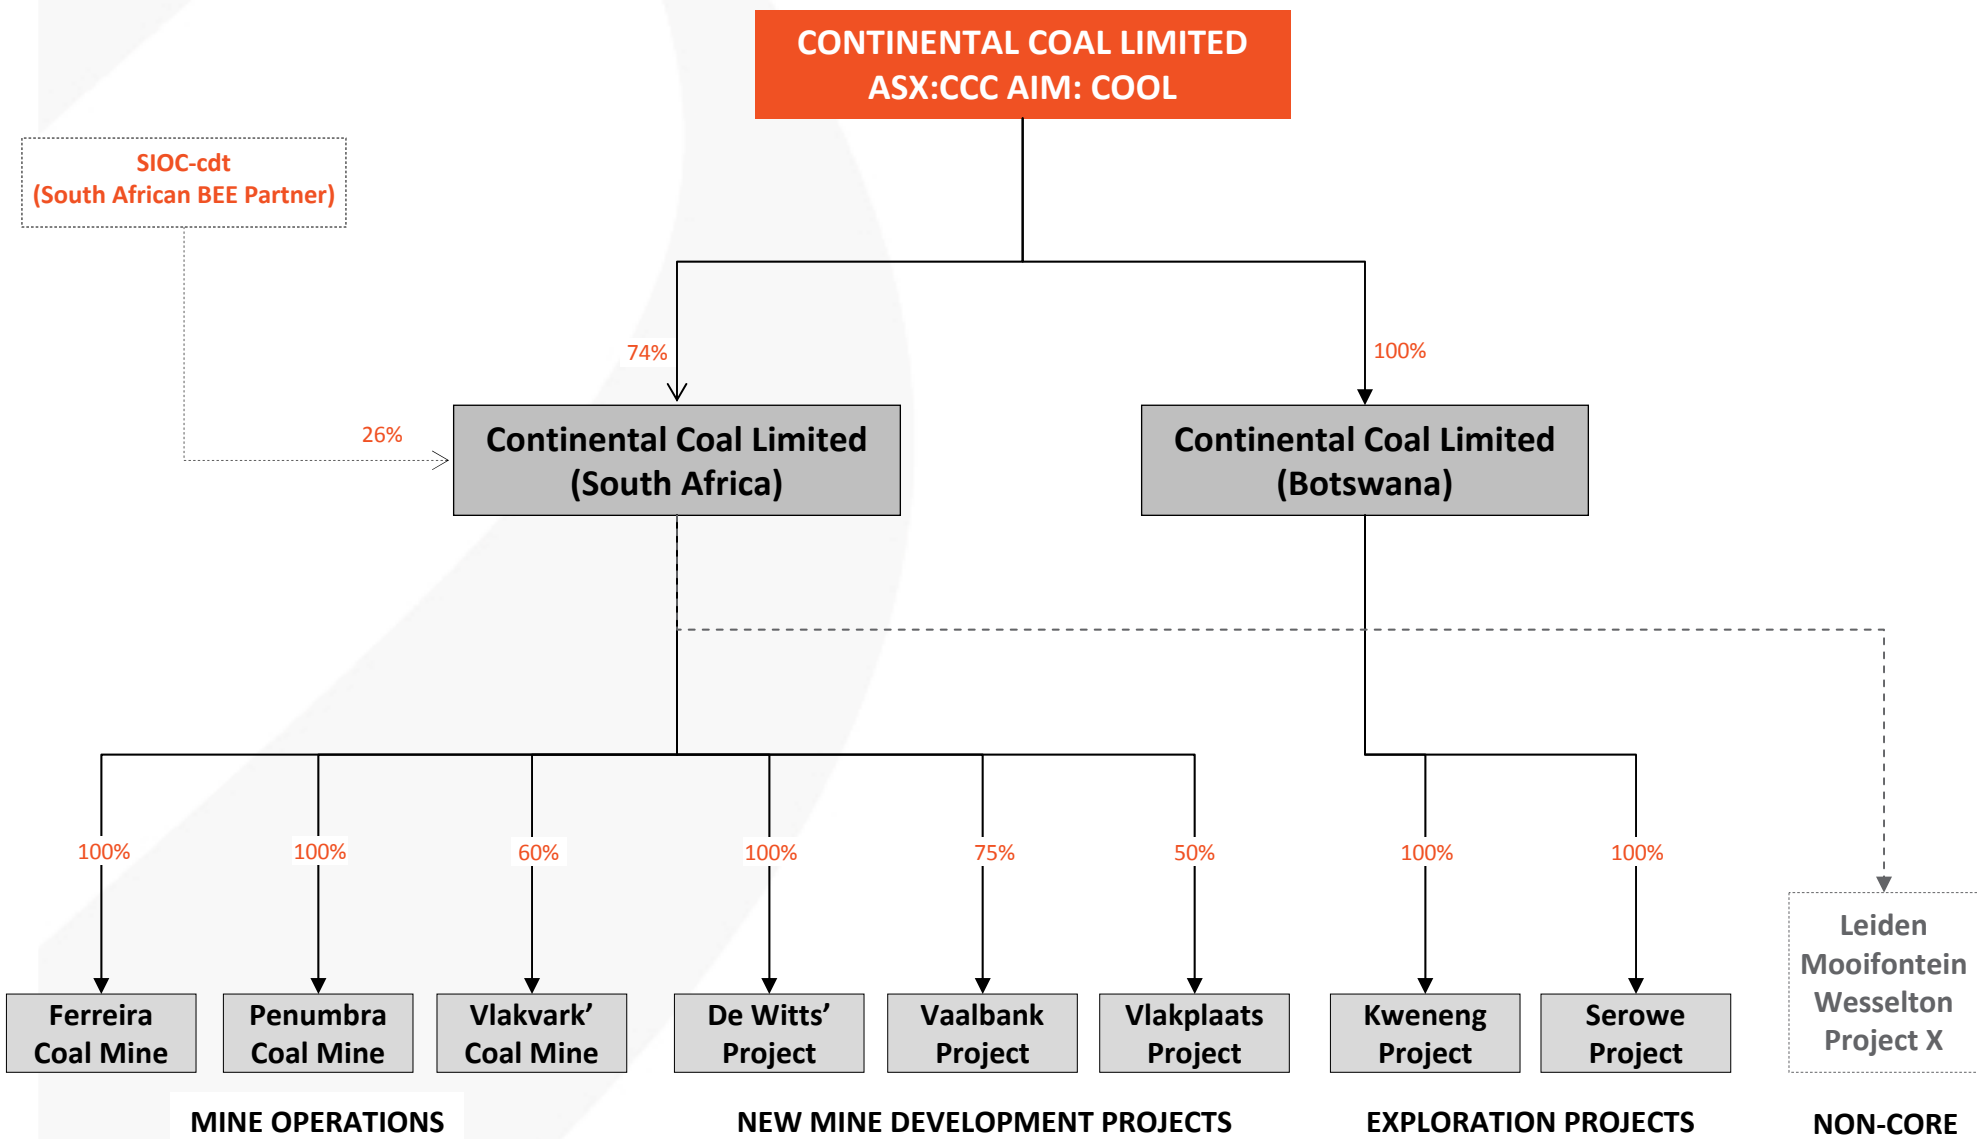 CONTINENTAL COAL LIMITED
ASX:CCC AIM: COOL
SIOC-cdt
(South African BEE Partner)
74%
100%
26%
Continental Coal Limited
(South Africa)
Continental Coal Limited
(Botswana)
100%
100%
60%
100%
75%
50%
100%
100%
Ferreira
Coal Mine
Penumbra
Coal Mine
Vlakvark’
Coal Mine
De Witts’
Project
Vaalbank
Project
Vlakplaats
Project
Kweneng
Project
Serowe
Project
Leiden
Mooifontein
Wesselton
Project X
MINE OPERATIONS
NEW MINE DEVELOPMENT PROJECTS
EXPLORATION PROJECTS
NON-CORE